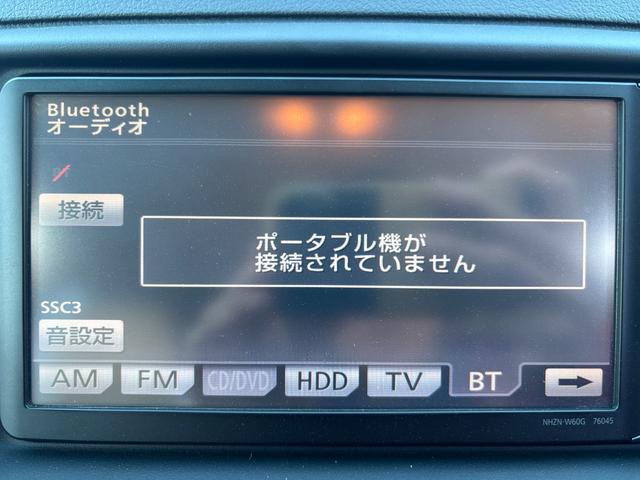 Bluetooth
オーディオ
接続
ポータブル機が
接続されていません
SSC3
音設定
AM FM CD/DVD HDD TV BT
NHZN-W60G 76045